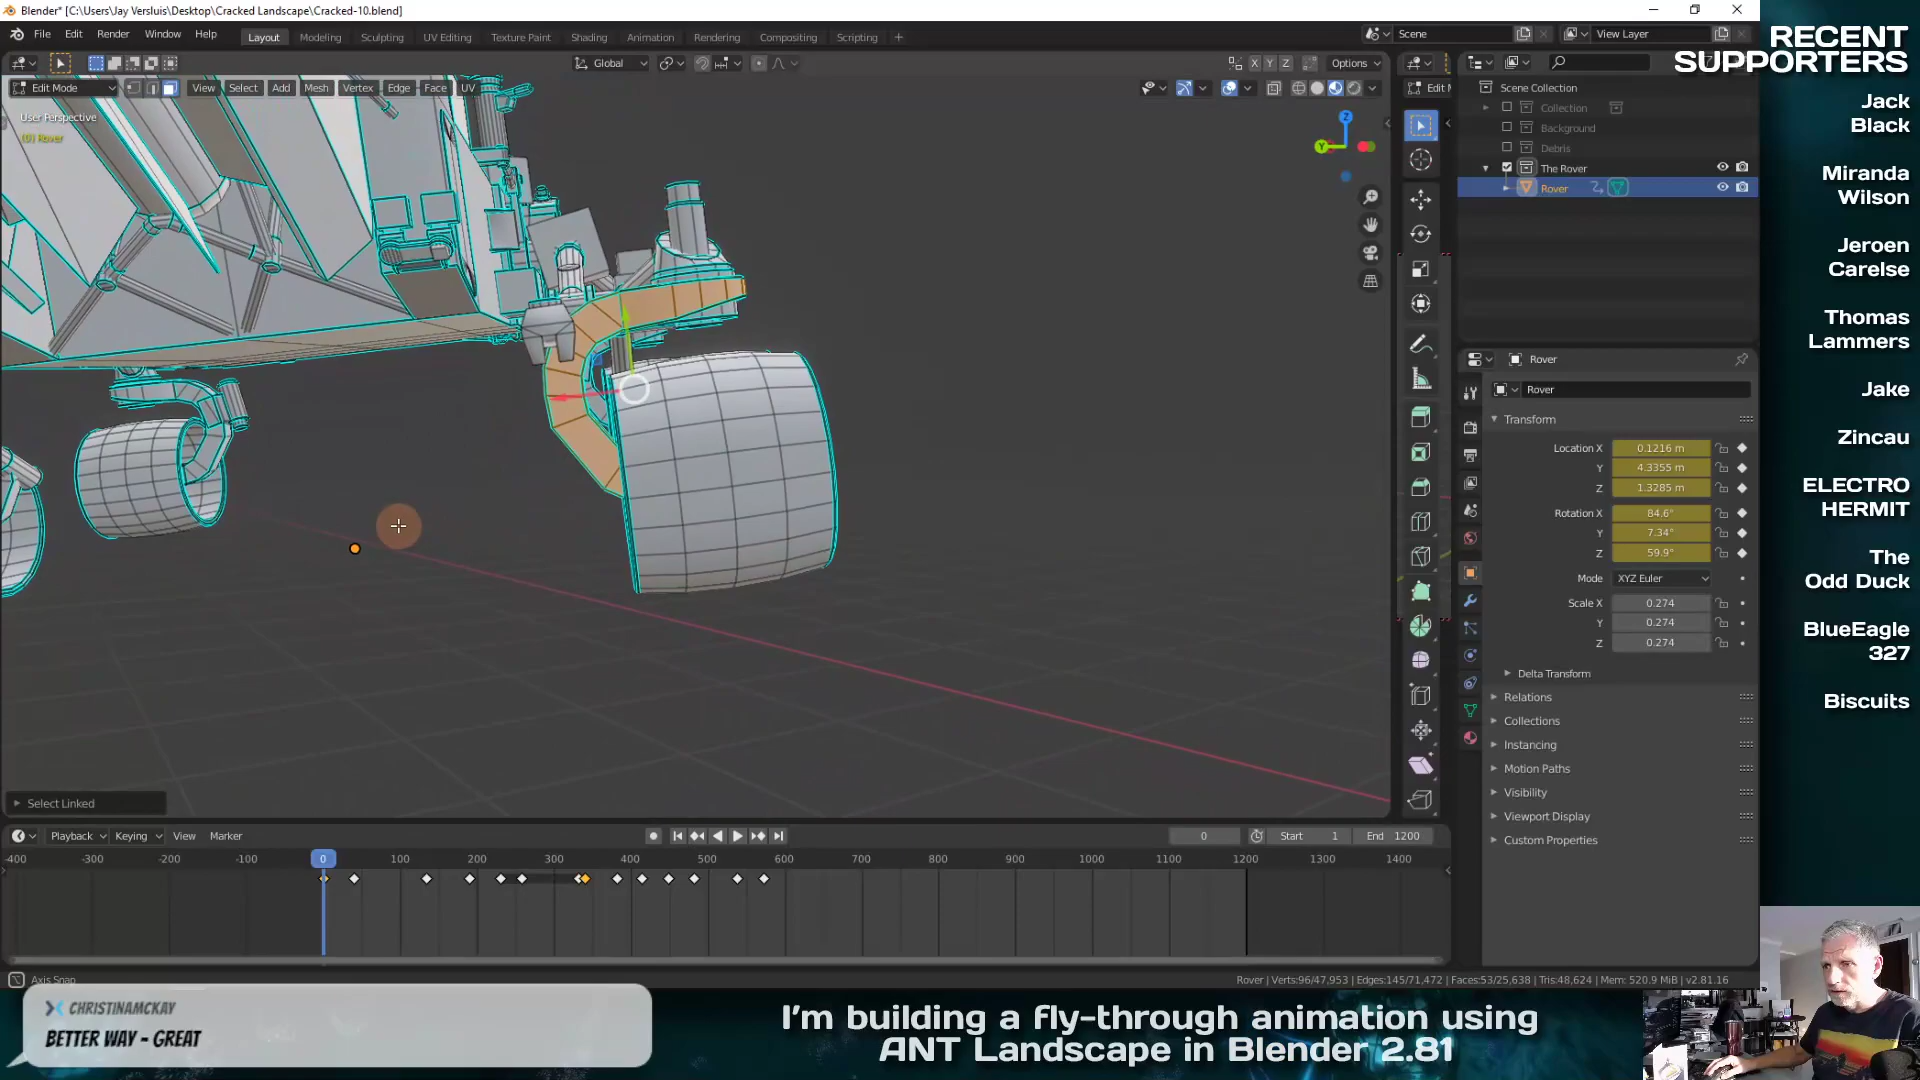 Blender* [C:\Users\Jay Versluis\Desktop\Cracked Landscape\Cracked-10.blend]
File Edit Render Window Help
Layout Modeling Sculpting UV Editing Texture Paint Shading Animation Rendering Compositing Scripting +
Scene
View Layer
Global
X Y Z
Options
Edit Mode
View Select Add Mesh Vertex Edge Face UV
User Perspective
(0) Rover
Z
Y
Scene Collection
Collection
Background
Debris
The Rover
Rover
Rover
Rover
Transform
Location X 0.1216 m
Y 4.3355 m
Z 1.3285 m
Rotation X 84.6°
Y 7.34°
Z 59.9°
Mode XYZ Euler
Scale X 0.274
Y 0.274
Z 0.274
Delta Transform
Relations
Collections
Instancing
Motion Paths
Visibility
Viewport Display
Custom Properties
Select Linked
Playback Keying View Marker
0 Start 1 End 1200
-400 -300 -200 -100 0 100 200 300 400 500 600 700 800 900 1000 1100 1200 1300 1400
Axis Snap
Rover | Verts:96/47,953 | Edges:145/71,472 | Faces:53/25,638 | Tris:48,624 | Mem: 520.9 MiB | v2.81.16
RECENT
SUPPORTERS
Jack
Black
Miranda
Wilson
Jeroen
Carelse
Thomas
Lammers
Jake
Zincau
ELECTRO
HERMIT
The
Odd Duck
BlueEagle
327
Biscuits
CHRISTINAMCKAY
BETTER WAY - GREAT
I'm building a fly-through animation using
ANT Landscape in Blender 2.81